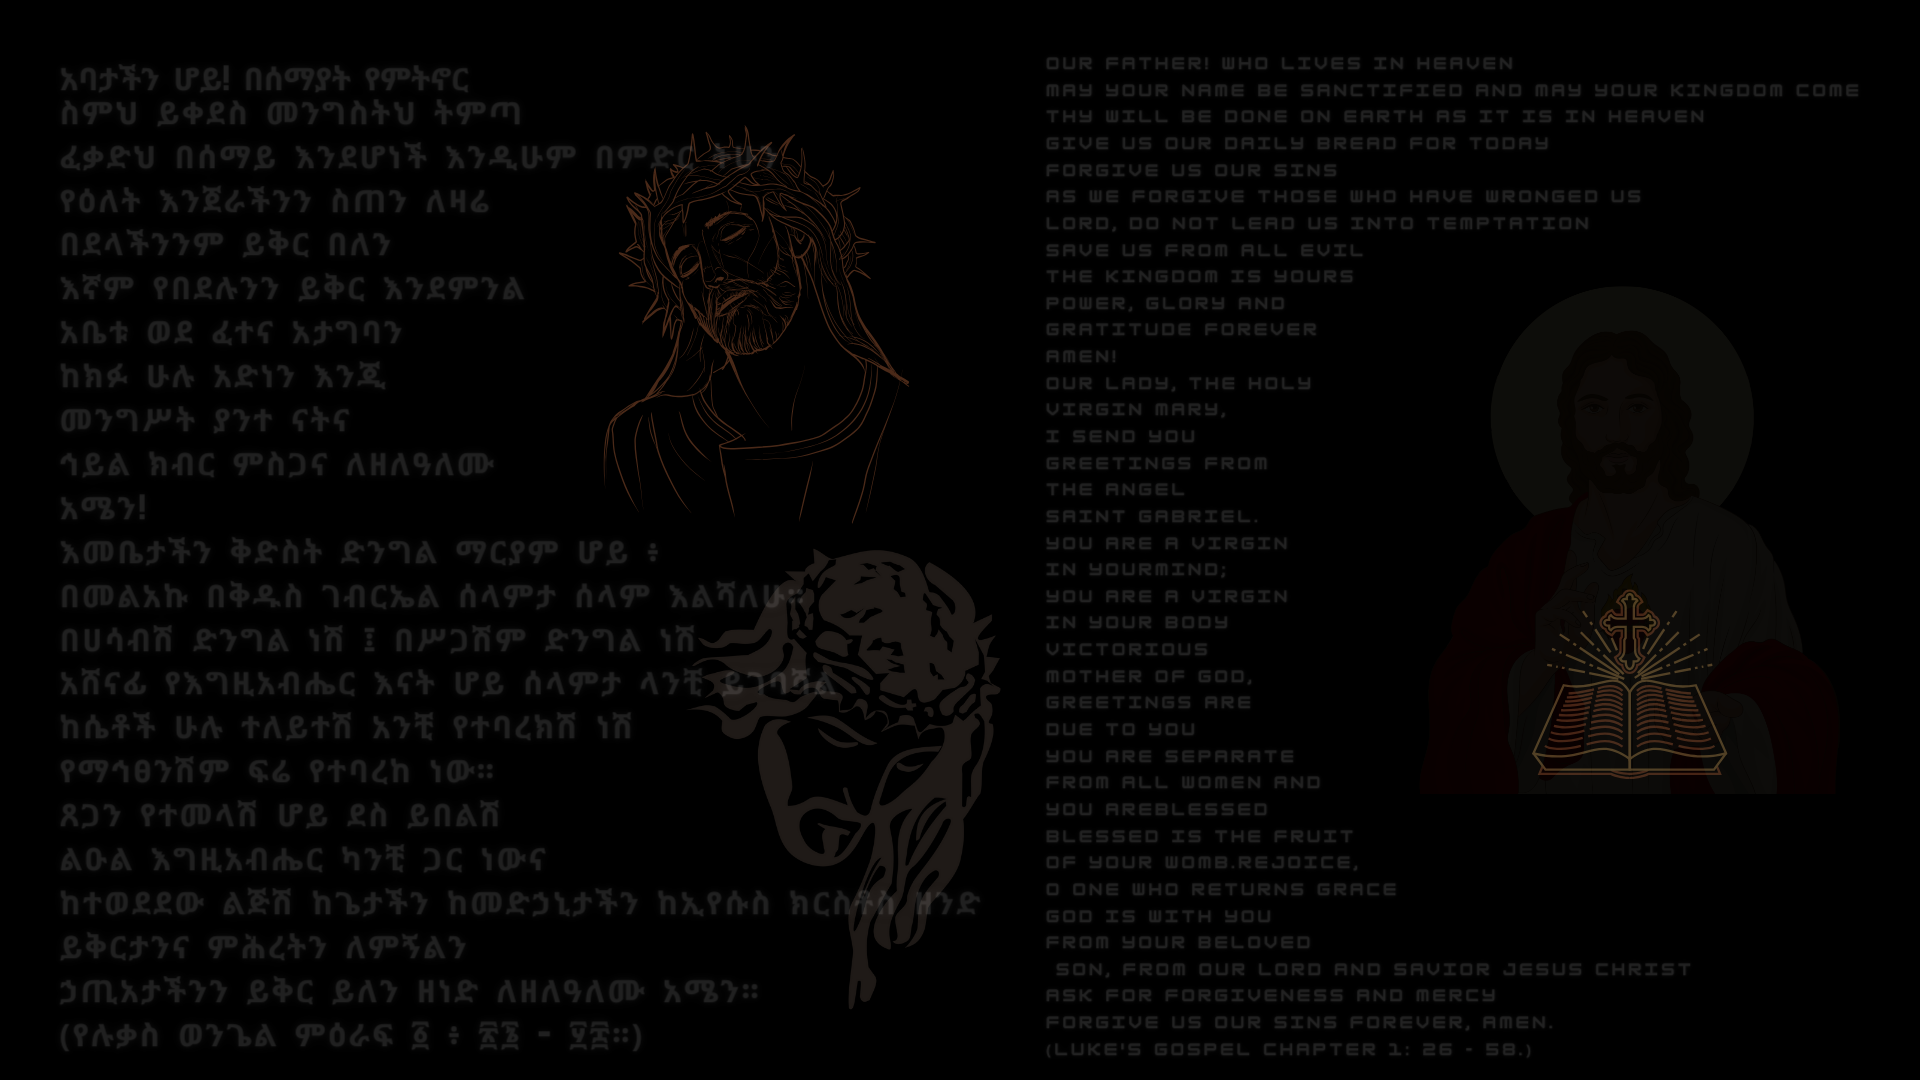 አባታችን ሆይ! በሰማያት የምትኖር
ስምህ ይቀደስ መንግስትህ ትምጣ
ፈቃድህ በሰማይ እንደሆነች እንዲሁም በምድር ትሁን
የዕለት እንጀራችንን ስጠን ለዛሬ
በደላችንንም ይቅር በለን
እኛም የበደሉንን ይቅር እንደምንል
አቤቱ ወደ ፈተና አታግባን
ከክፉ ሁሉ አድነን እንጂ
መንግሥት ያንተ ናትና
ኅይል ክብር ምስጋና ለዘለዓለሙ
አሜን!
እመቤታችን ቅድስት ድንግል ማርያም ሆይ ፥
በመልአኩ በቅዱስ ገብርኤል ሰላምታ ሰላም እልሻለሁ።
በሀሳብሽ ድንግል ነሽ ፤ በሥጋሽም ድንግል ነሽ
አሸናፊ የእግዚአብሔር እናት ሆይ ሰላምታ ላንቺ ይገባሻል
ከሴቶች ሁሉ ተለይተሽ አንቺ የተባረክሽ ነሽ
የማኅፀንሽም ፍሬ የተባረከ ነው።
ጸጋን የተመላሽ ሆይ ደስ ይበልሽ
ልዑል እግዚአብሔር ካንቺ ጋር ነውና
ከተወደደው ልጅሽ ከጌታችን ከመድኃኒታችን ከኢየሱስ ክርስቶስ ዘንድ
ይቅርታንና ምሕረትን ለምኝልን
ኃጢአታችንን ይቅር ይለን ዘነድ ለዘለዓለሙ አሜን።
(የሉቃስ ወንጌል ምዕራፍ ፩ ፥ ፳፮ - ፶፰።)
OUR FATHER! WHO LIVES IN HEAVEN
MAY YOUR NAME BE SANCTIFIED AND MAY YOUR KINGDOM COME
THY WILL BE DONE ON EARTH AS IT IS IN HEAVEN
GIVE US OUR DAILY BREAD FOR TODAY
FORGIVE US OUR SINS
AS WE FORGIVE THOSE WHO HAVE WRONGED US
LORD, DO NOT LEAD US INTO TEMPTATION
SAVE US FROM ALL EVIL
THE KINGDOM IS YOURS
POWER, GLORY AND
GRATITUDE FOREVER
AMEN!
OUR LADY, THE HOLY
VIRGIN MARY,
I SEND YOU
GREETINGS FROM
THE ANGEL
SAINT GABRIEL.
YOU ARE A VIRGIN
IN YOURMIND;
YOU ARE A VIRGIN
IN YOUR BODY
VICTORIOUS
MOTHER OF GOD,
GREETINGS ARE
DUE TO YOU
YOU ARE SEPARATE
FROM ALL WOMEN AND
YOU AREBLESSED
BLESSED IS THE FRUIT
OF YOUR WOMB.REJOICE,
O ONE WHO RETURNS GRACE
GOD IS WITH YOU
FROM YOUR BELOVED
SON, FROM OUR LORD AND SAVIOR JESUS CHRIST
ASK FOR FORGIVENESS AND MERCY
FORGIVE US OUR SINS FOREVER, AMEN.
(LUKE'S GOSPEL CHAPTER 1: 26 - 58.)